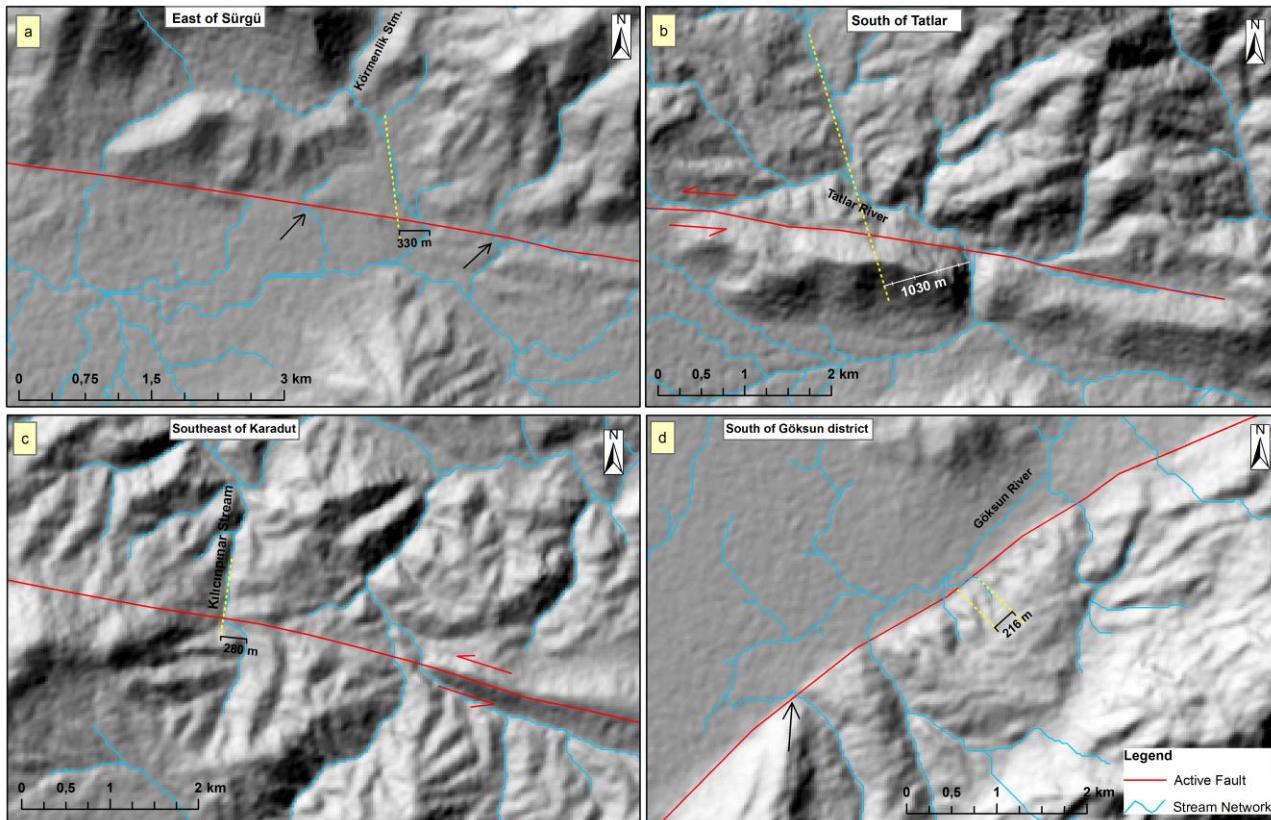 a
East of Sürgü
N
Körmenlik Stm.
330 m
0 0,75 1,5 3 km
b
South of Tatlar
N
Tatlar River
1030 m
0 0,5 1 2 km
c
Southeast of Karadut
N
Kılıcınpınar Stream
280 m
0 0,5 1 2 km
d
South of Göksun district
N
Göksun River
216 m
0 0,5 1 2 km
Legend
Active Fault
Stream Network